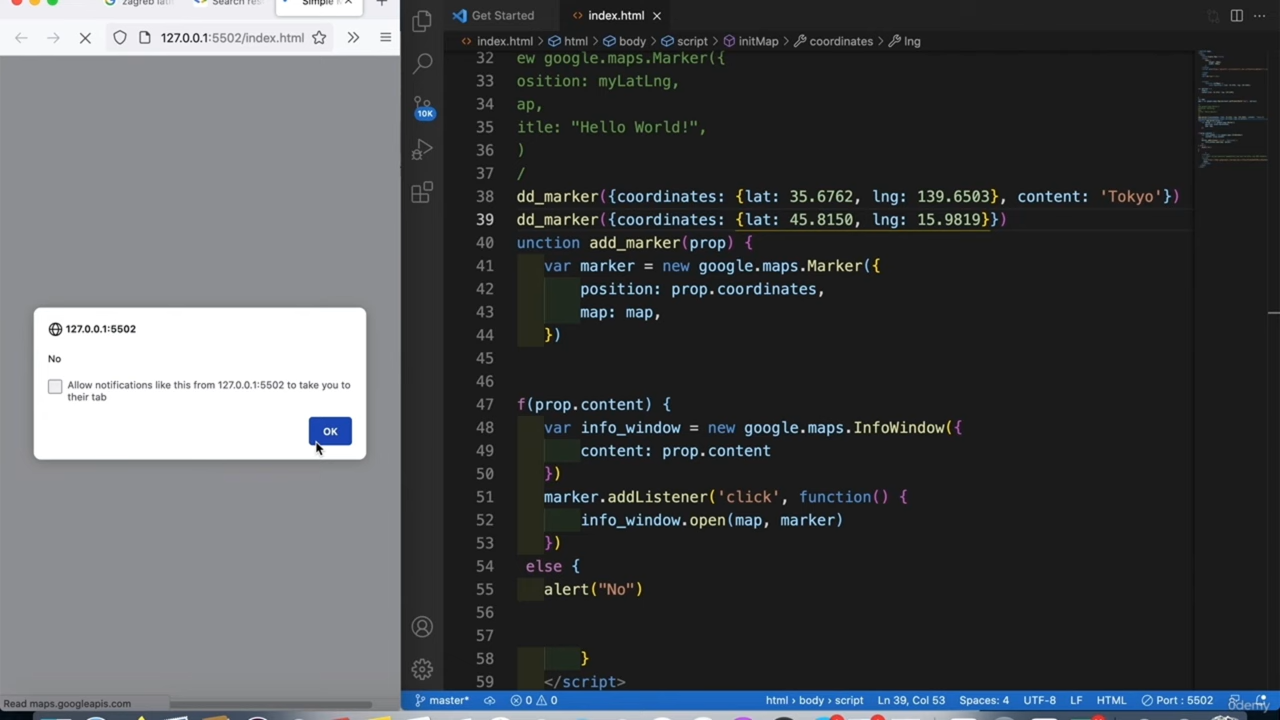 zagreb lat
Search res
Simple M
127.0.0.1:5502/index.html
127.0.0.1:5502
No
Allow notifications like this from 127.0.0.1:5502 to take you to
their tab
OK
Read maps.googleapis.com
Get Started
index.html
index.html > html > body > script > initMap > coordinates > lng
10K
32 ew google.maps.Marker({
33 osition: myLatLng,
34 ap,
35 itle: "Hello World!",
36 )
37 /
38 dd_marker({coordinates: {lat: 35.6762, lng: 139.6503}, content: 'Tokyo'})
39 dd_marker({coordinates: {lat: 45.8150, lng: 15.9819}})
40 unction add_marker(prop) {
41 var marker = new google.maps.Marker({
42 position: prop.coordinates,
43 map: map,
44 })
45
46
47 f(prop.content) {
48 var info_window = new google.maps.InfoWindow({
49 content: prop.content
50 })
51 marker.addListener('click', function() {
52 info_window.open(map, marker)
53 })
54 else {
55 alert("No")
56
57
58 }
59 </script>
master* 0 0 html > body > script Ln 39, Col 53 Spaces: 4 UTF-8 LF HTML Port : 5502
udemy